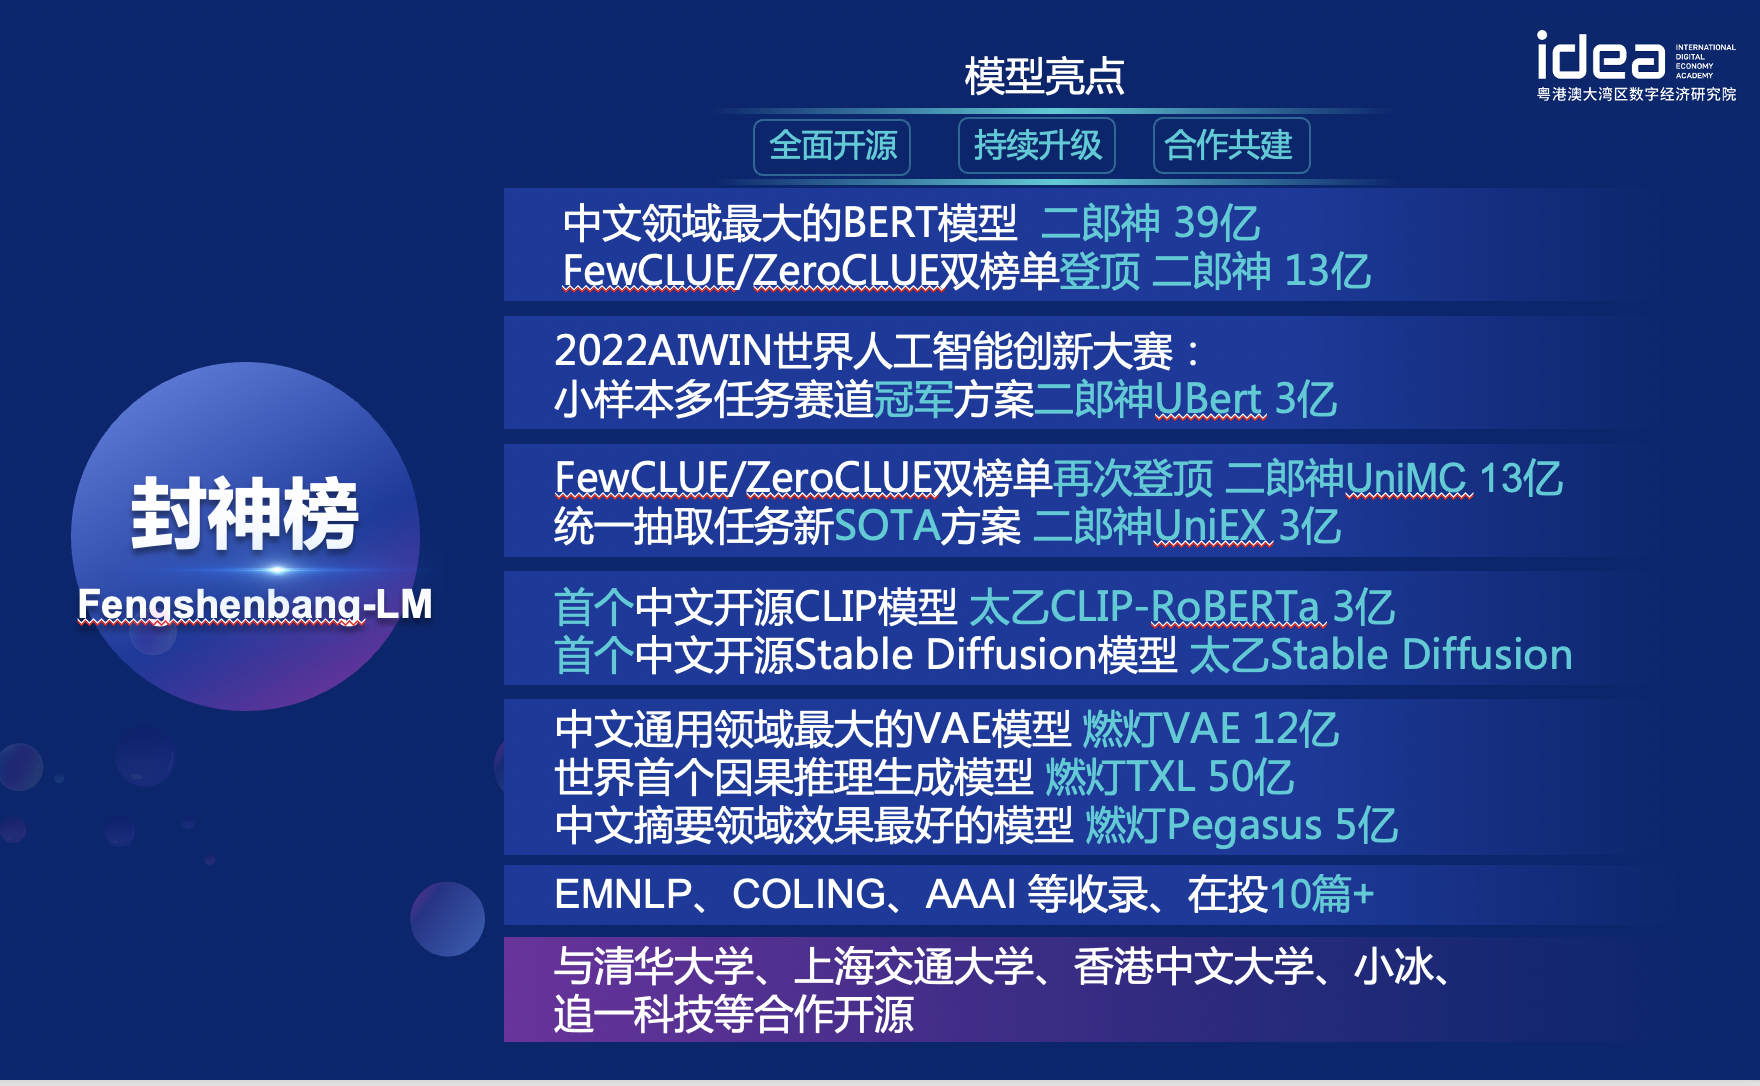 idea INTERNATIONAL
DIGITAL
ECONOMY
ACADEMY
粤港澳大湾区数字经济研究院
模型亮点
全面开源 持续升级 合作共建
中文领域最大的BERT模型 二郎神 39亿
FewCLUE/ZeroCLUE双榜单登顶 二郎神 13亿
2022AIWIN世界人工智能创新大赛：
小样本多任务赛道冠军方案二郎神UBert 3亿
FewCLUE/ZeroCLUE双榜单再次登顶 二郎神UniMC 13亿
统一抽取任务新SOTA方案 二郎神UniEX 3亿
封神榜
Fengshenbang-LM
首个中文开源CLIP模型 太乙CLIP-RoBERTa 3亿
首个中文开源Stable Diffusion模型 太乙Stable Diffusion
中文通用领域最大的VAE模型 燃灯VAE 12亿
世界首个因果推理生成模型 燃灯TXL 50亿
中文摘要领域效果最好的模型 燃灯Pegasus 5亿
EMNLP、COLING、AAAI 等收录、在投10篇+
与清华大学、上海交通大学、香港中文大学、小冰、
追一科技等合作开源